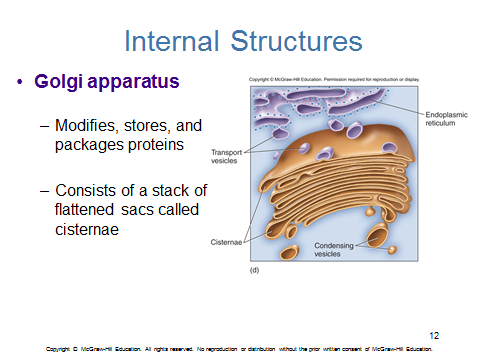 Internal Structures
• Golgi apparatus
– Modifies, stores, and
packages proteins
– Consists of a stack of
flattened sacs called
cisternae
Copyright © McGraw-Hill Education. Permission required for reproduction or display.
Endoplasmic
reticulum
Transport
vesicles
Cisternae
Condensing
vesicles
(d)
12
Copyright © McGraw-Hill Education. All rights reserved. No reproduction or distribution without the prior written consent of McGraw-Hill Education.